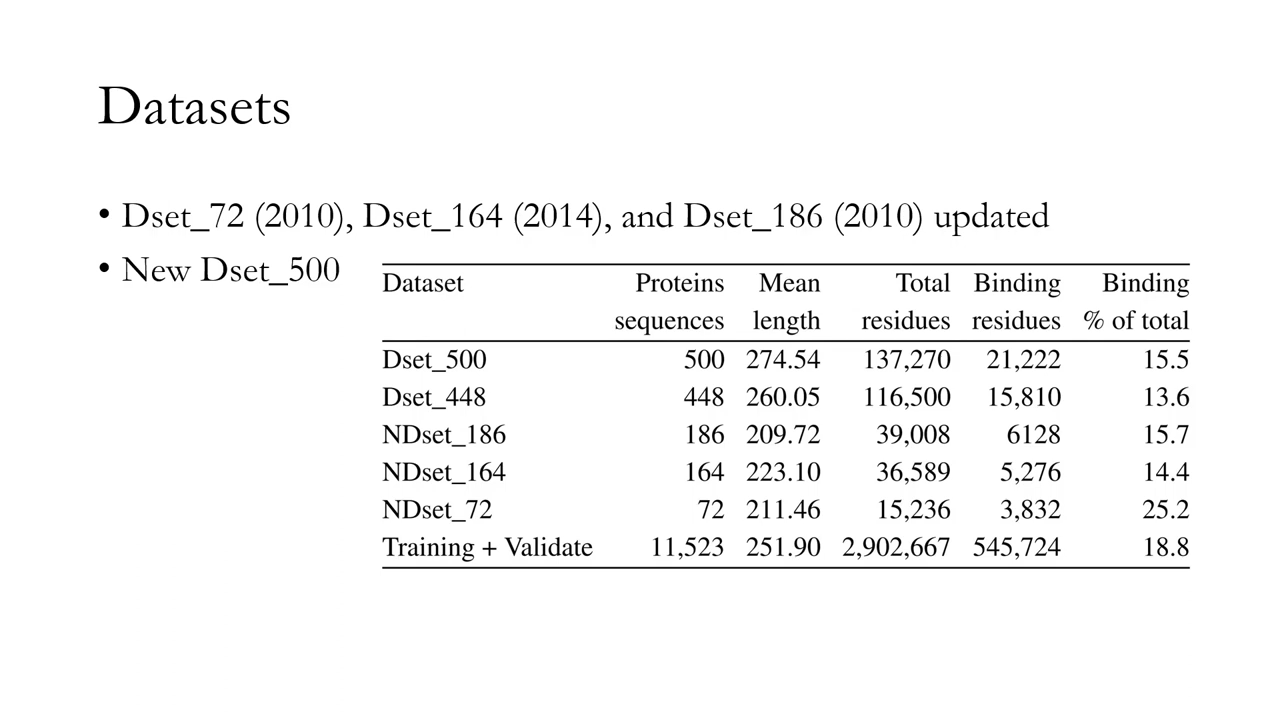 Datasets
• Dset_72 (2010), Dset_164 (2014), and Dset_186 (2010) updated
• New Dset_500
Dataset Proteins Mean Total Binding Binding
sequences length residues residues % of total
Dset_500 500 274.54 137,270 21,222 15.5
Dset_448 448 260.05 116,500 15,810 13.6
NDset_186 186 209.72 39,008 6128 15.7
NDset_164 164 223.10 36,589 5,276 14.4
NDset_72 72 211.46 15,236 3,832 25.2
Training + Validate 11,523 251.90 2,902,667 545,724 18.8